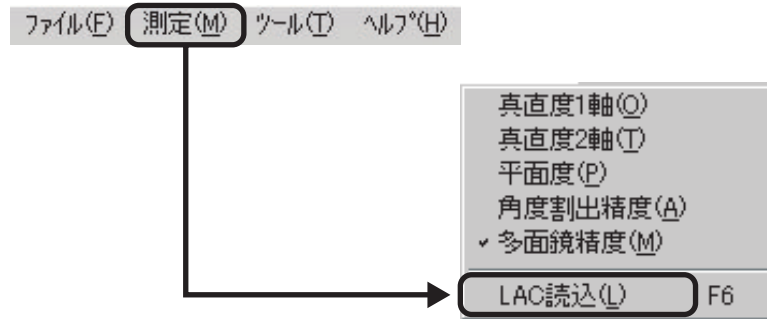 ファイル(F) 測定(M) ツール(T) ヘルプ(H)
真直度1軸(O)
真直度2軸(T)
平面度(P)
角度割出精度(A)
✓多面鏡精度(M)
LAC読込(L) F6